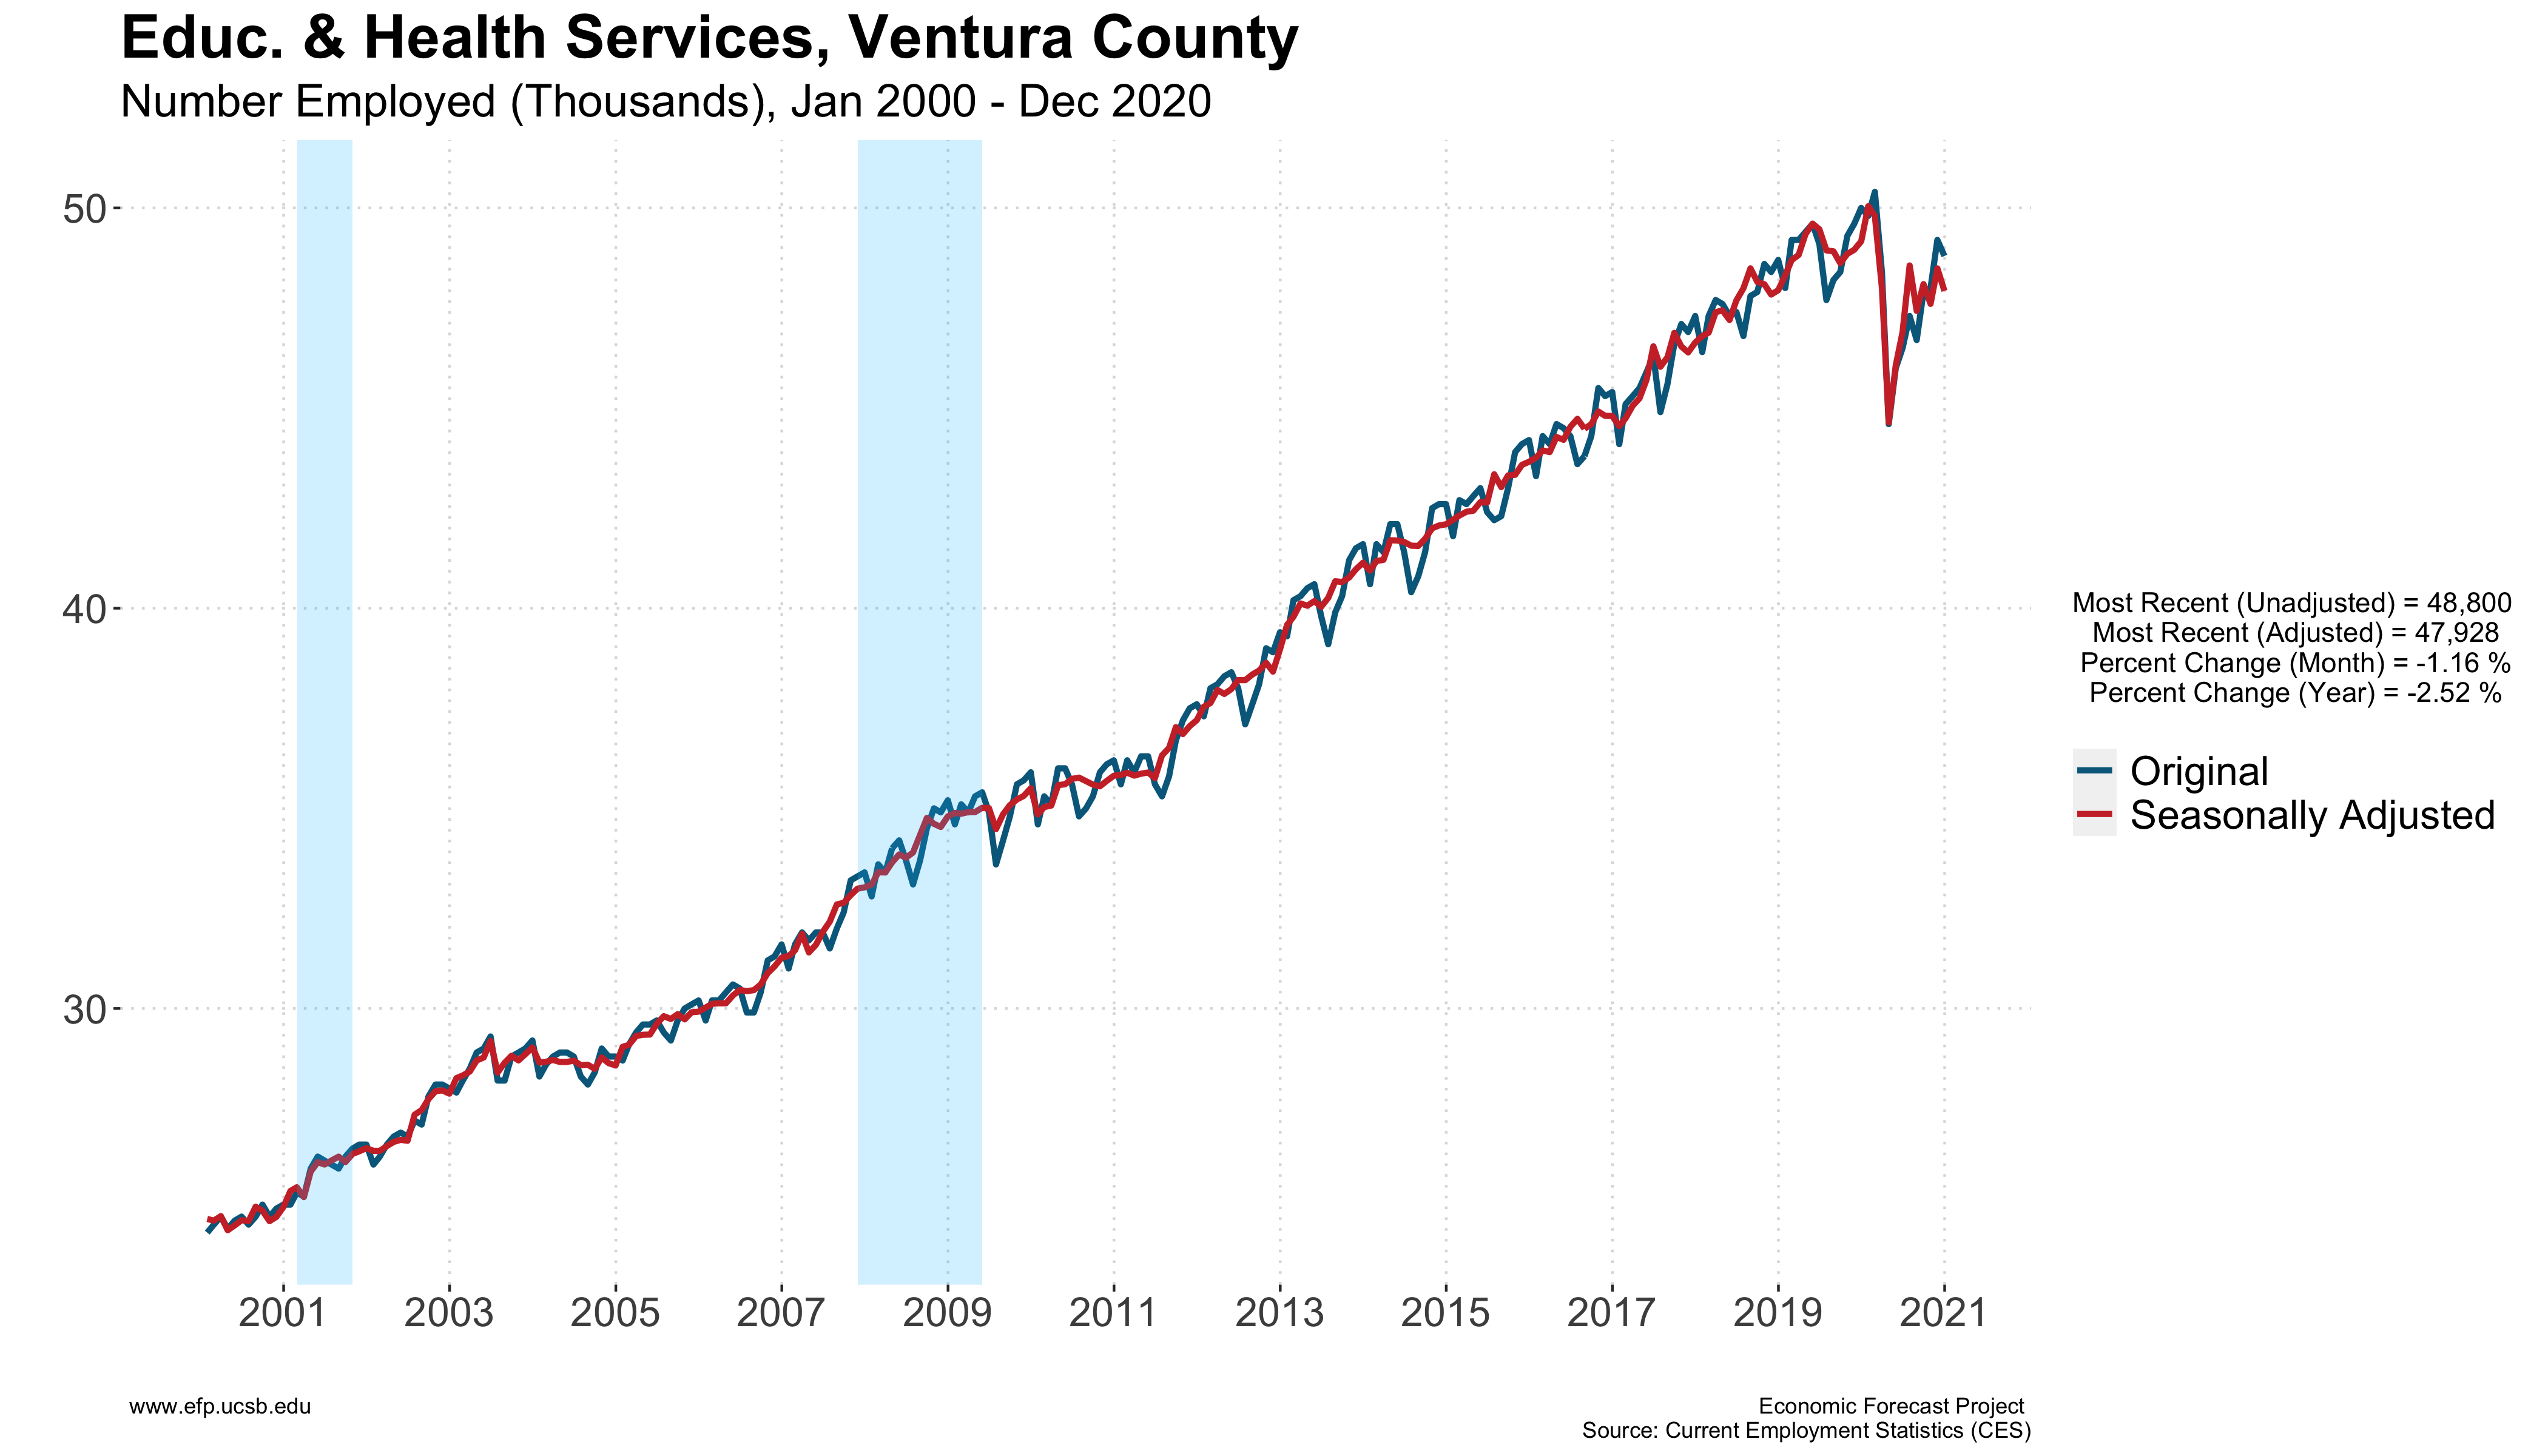 Educ. & Health Services, Ventura County
Number Employed (Thousands), Jan 2000 - Dec 2020
50
40
30
2001 2003 2005 2007 2009 2011 2013 2015 2017 2019 2021
Most Recent (Unadjusted) = 48,800
Most Recent (Adjusted) = 47,928
Percent Change (Month) = -1.16 %
Percent Change (Year) = -2.52 %
Original
Seasonally Adjusted
www.efp.ucsb.edu
Economic Forecast Project
Source: Current Employment Statistics (CES)